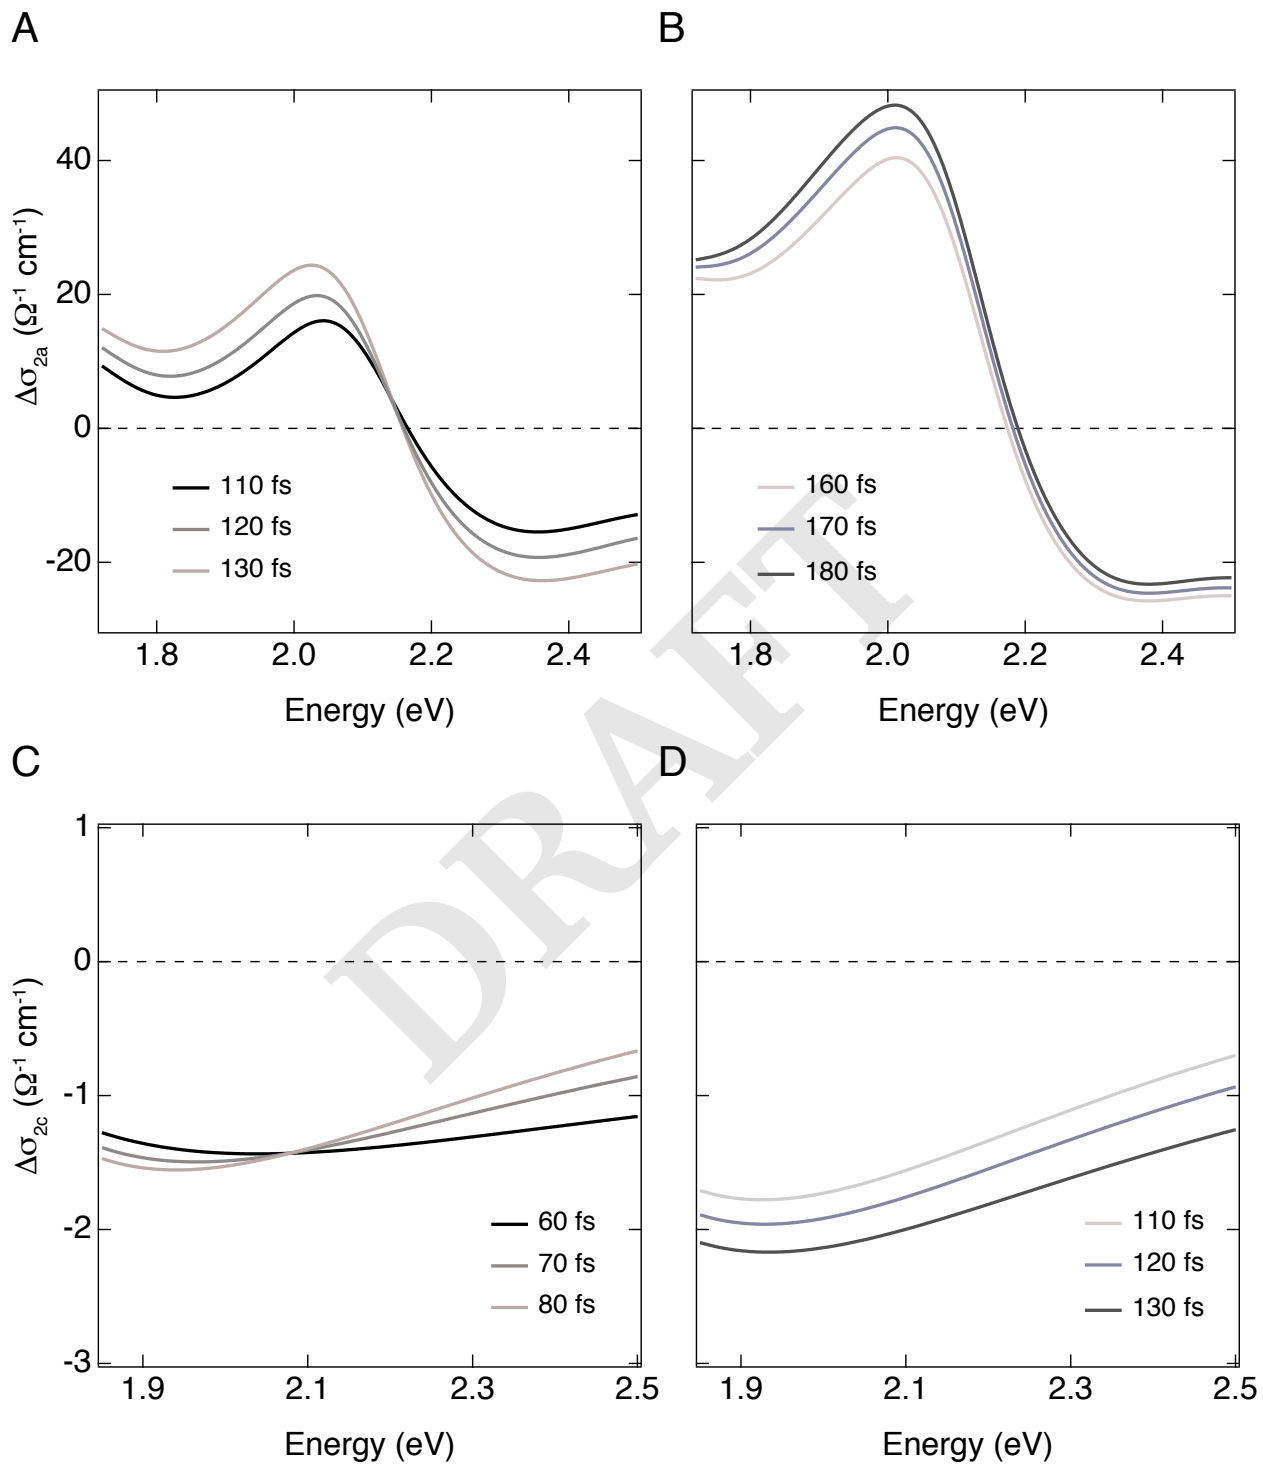 A
B
Δσ2a (Ω-1 cm-1)
40
20
0
-20
110 fs
120 fs
130 fs
1.8 2.0 2.2 2.4
Energy (eV)
160 fs
170 fs
180 fs
1.8 2.0 2.2 2.4
Energy (eV)
DRAFT
C
D
Δσ2c (Ω-1 cm-1)
1
0
-1
-2
-3
60 fs
70 fs
80 fs
1.9 2.1 2.3 2.5
Energy (eV)
110 fs
120 fs
130 fs
1.9 2.1 2.3 2.5
Energy (eV)